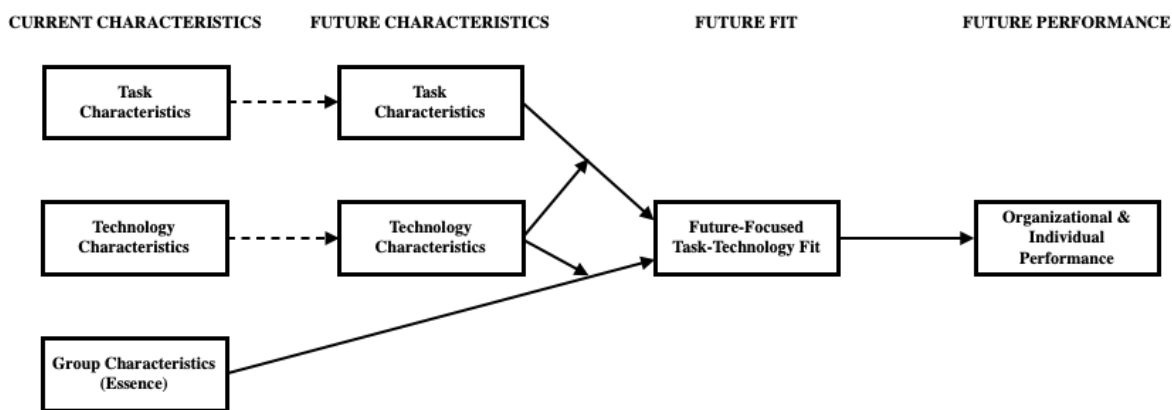 CURRENT CHARACTERISTICS
FUTURE CHARACTERISTICS
FUTURE FIT
FUTURE PERFORMANCE
Task
Characteristics
Task
Characteristics
Technology
Characteristics
Technology
Characteristics
Future-Focused
Task-Technology Fit
Organizational &
Individual
Performance
Group Characteristics
(Essence)